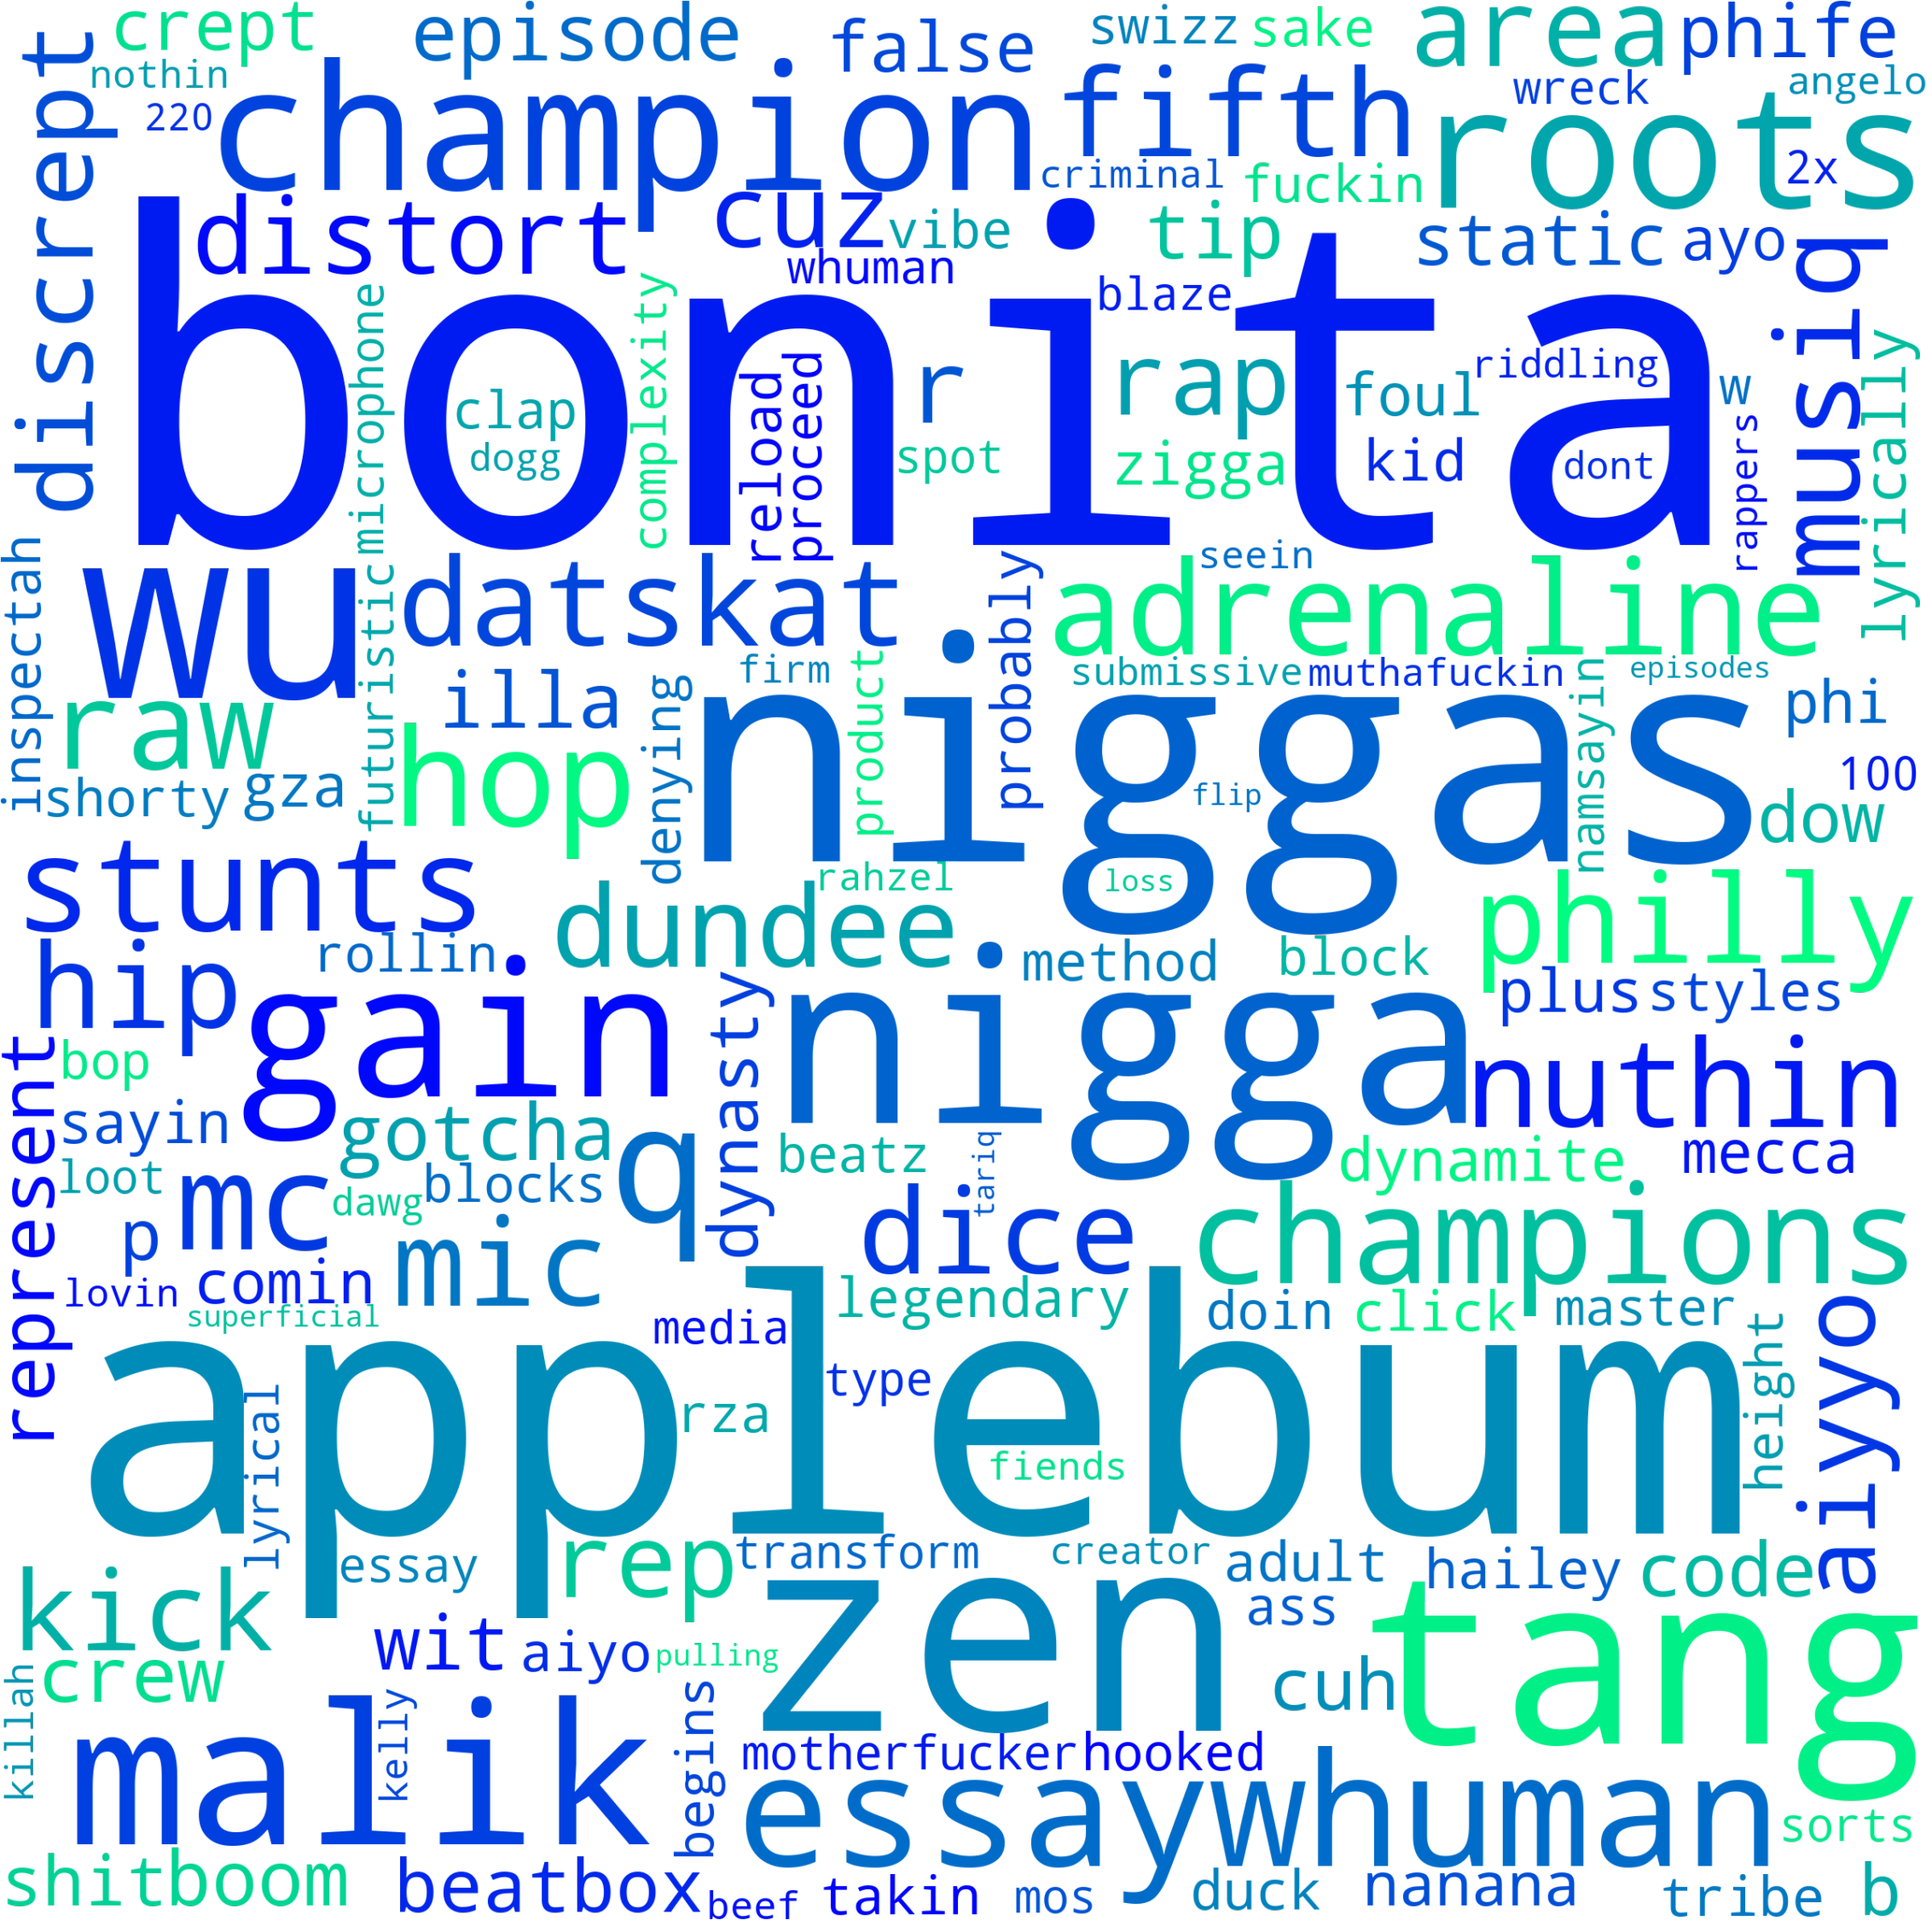 crept
episode
false
swizz
sake
area
phife
nothin
220
champion
fifth
wreck
angelo
discrept
roots
2x
criminal
fuckin
distort
cuz
vibe
tip
static
ayo
musiq
whuman
blaze
bonita
microphone
complexity
reload
proceed
r
rap
foul
riddling
w
clap
dogg
spot
zigga
kid
dont
rappers
lyrically
inspectah
wu
datskat
probably
seein
adrenaline
futuristic
illa
firm
product
submissive
muthafuckin
episodes
namsayin
phi
raw
hop
denying
niggas
flip
100
shorty
gza
dow
stunts
rahzel
loss
dundee
philly
rollin
method
block
hip
gain
dynasty
nigga
plus
styles
represent
bop
nuthin
sayin
gotcha
q
beatz
tariq
dynamite
mecca
loot
mc
dawg
blocks
p
mic
dice
champions
lovin
comin
superficial
media
legendary
doin
click
master
height
aiyyo
applebum
lyrical
rza
type
fiends
essay
rep
transform
creator
adult
hailey
code
kick
ass
zen
tang
wit
aiyo
pulling
crew
cuh
killah
malik
kelly
begins
motherfucker
hooked
essaywhuman
sorts
shit
boom
beatbox
beef
takin
mos
duck
nanana
tribe
b